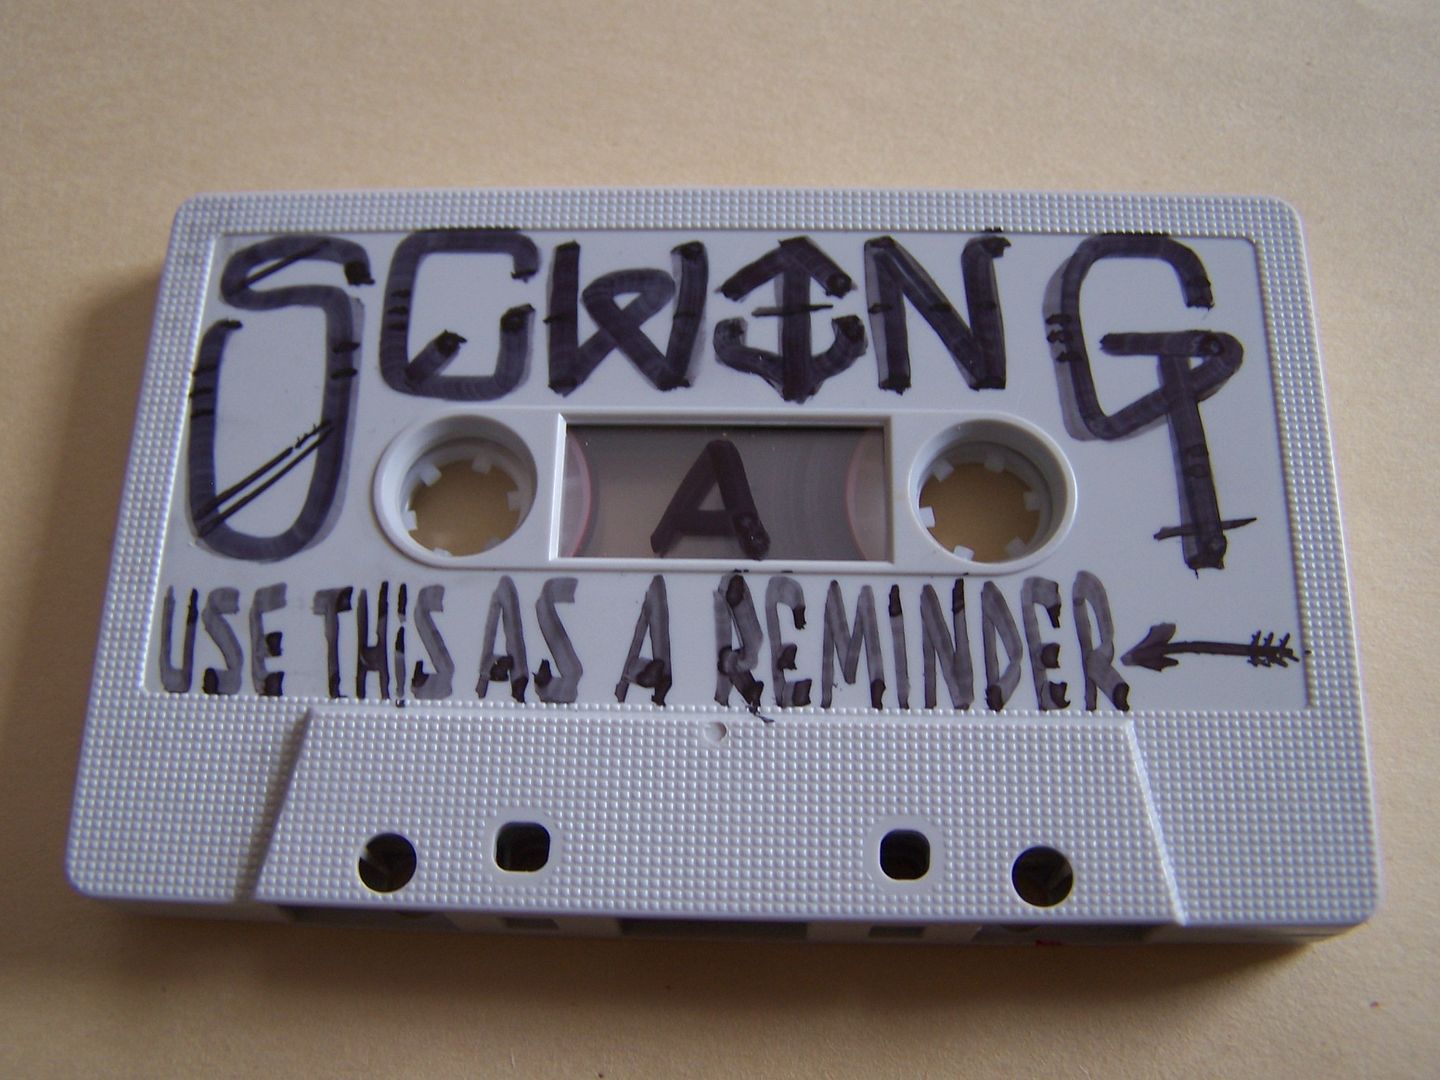 SCWING
A
USE THIS AS A REMINDER